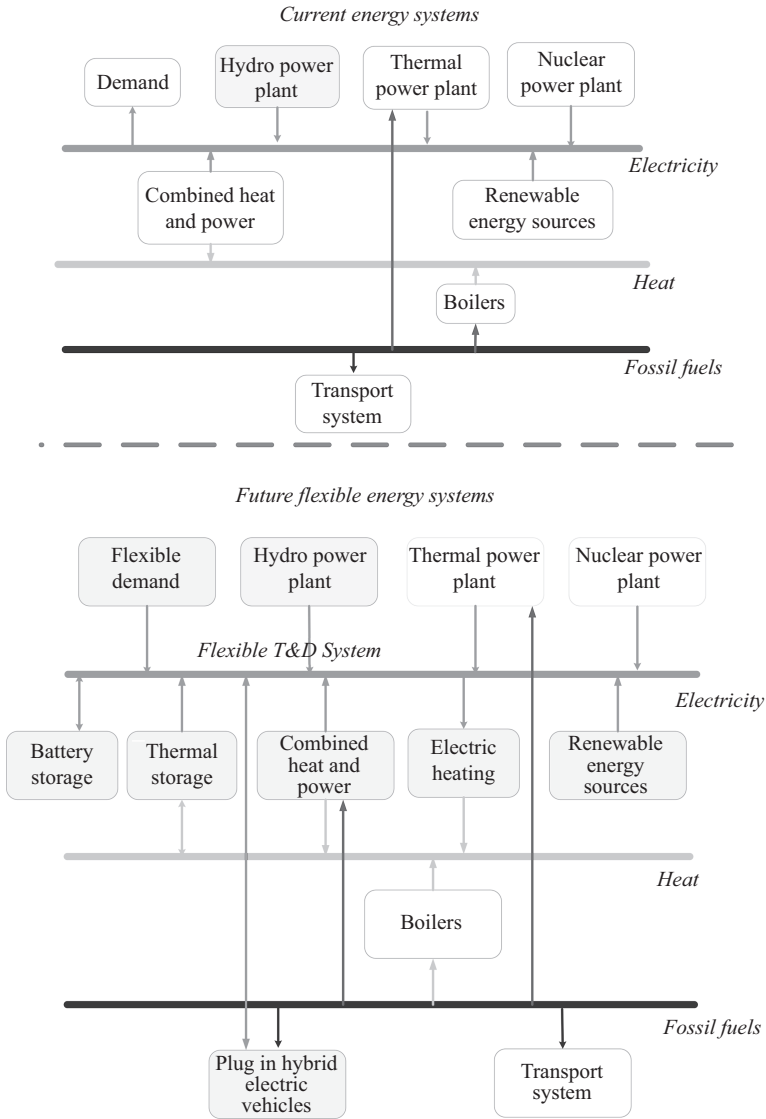 Current energy systems
Demand
Hydro power
plant
Thermal
power plant
Nuclear
power plant
Electricity
Combined heat
and power
Renewable
energy sources
Heat
Boilers
Fossil fuels
Transport
system
Future flexible energy systems
Flexible
demand
Hydro power
plant
Thermal power
plant
Nuclear power
plant
Flexible T&D System
Electricity
Battery
storage
Thermal
storage
Combined
heat and
power
Electric
heating
Renewable
energy
sources
Heat
Boilers
Fossil fuels
Plug in hybrid
electric
vehicles
Transport
system